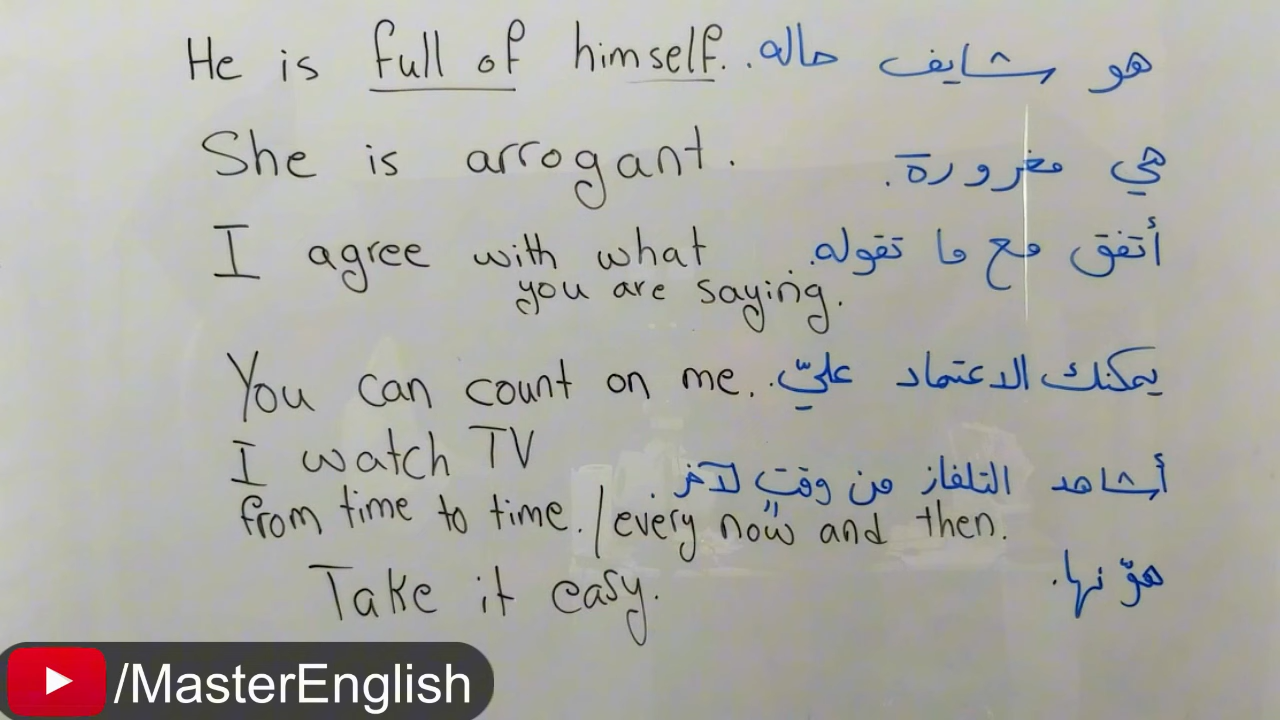 He is full of himself. هو شايف حاله.
She is arrogant. هي مغرورة.
I agree with what أتفق مع ما تقوله.
you are saying.
You can count on me. يمكنك الاعتماد عليّ.
I watch TV
أشاهد التلفاز من وقتٍ لآخر.
from time to time. / every now and then.
Take it easy. هوّنها.
/MasterEnglish